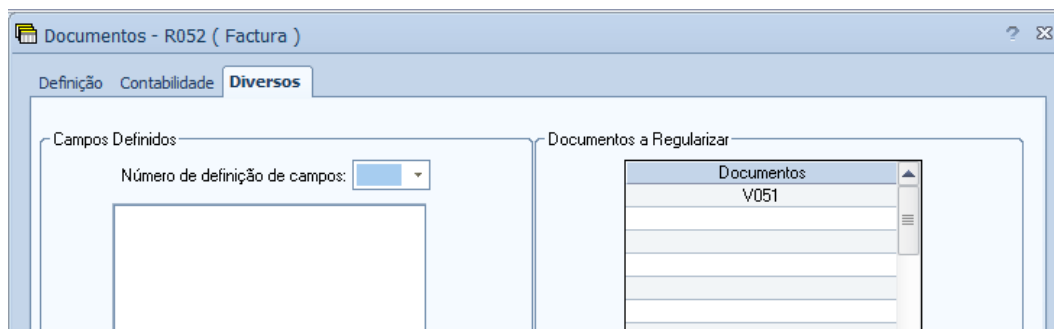 Documentos - R052 ( Factura )
Definição Contabilidade Diversos
Campos Definidos
Número de definição de campos:
Documentos a Regularizar
Documentos
V051